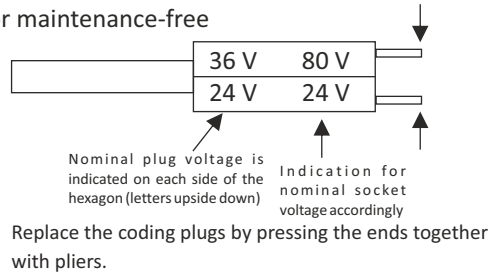 r maintenance-free
36 V 80 V
24 V 24 V
Nominal plug voltage is
indicated on each side of the
hexagon (letters upside down)
Indication for
nominal socket
voltage accordingly
Replace the coding plugs by pressing the ends together
with pliers.